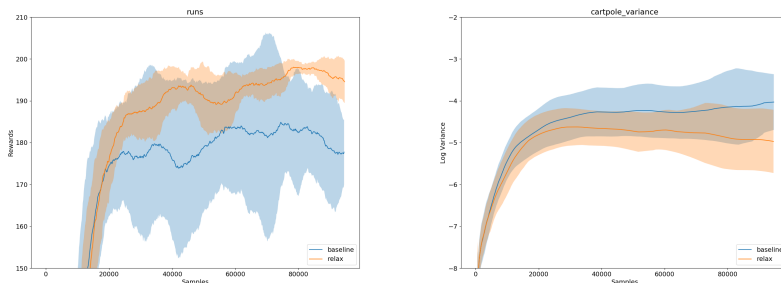 runs
210
200
190
180
170
160
150
Rewards
0
20000
40000
60000
80000
Samples
baseline
relax
cartpole_variance
−2
−3
−4
−5
−6
−7
−8
Log Variance
0
20000
40000
60000
80000
Samples
baseline
relax